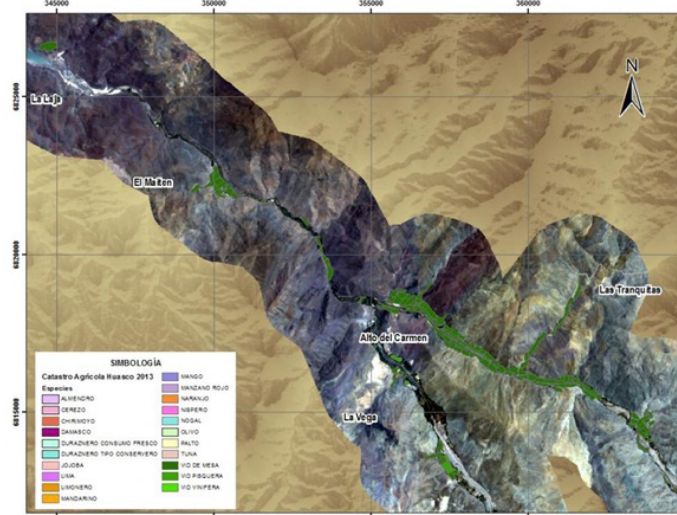 345000 350000 355000 360000
N
6825000
La Laja
El Maiten
6820000
Las Tranquitas
Alto del Carmen
La Vega
6815000
SIMBOLOGÍA
Catastro Agrícola Huasco 2013
Especies
ALMENDRO
CEREZO
CHIRIMOYO
DAMASCO
DURAZNERO CONSUMO FRESCO
DURAZNERO TIPO CONSERVERO
JOJOBA
LIMA
LIMONERO
MANDARINO
MANGO
MANZANO ROJO
NARANJO
NISPERO
NOGAL
OLIVO
PALTO
TUNA
VID DE MESA
VID PISQUERA
VID VINIFERA